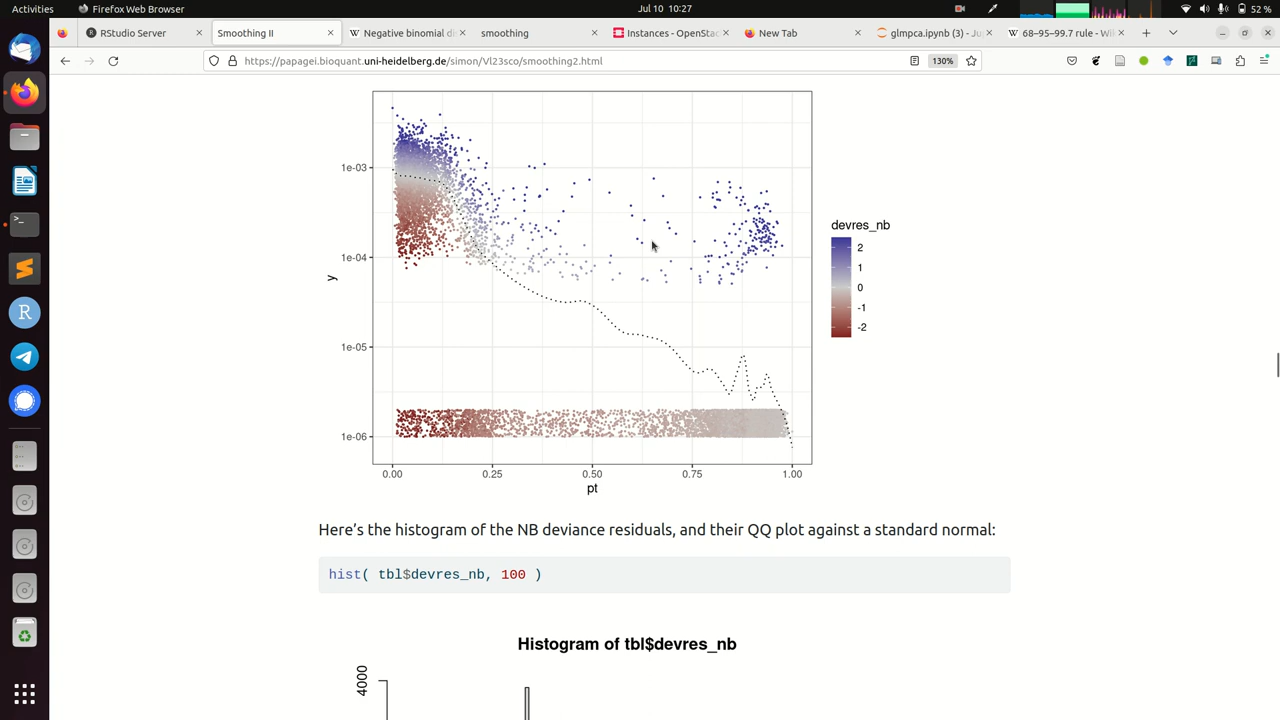 Activities
Firefox Web Browser
Jul 10 10:27
52 %
RStudio Server
Smoothing II
Negative binomial di
smoothing
Instances - OpenStac
New Tab
glmpca.ipynb (3) - Ju
68–95–99.7 rule - Wi
https://papagei.bioquant.uni-heidelberg.de/simon/Vl23sco/smoothing2.html
130%
1e-03
1e-04
1e-05
1e-06
y
0.00
0.25
0.50
0.75
1.00
pt
devres_nb
2
1
0
-1
-2
Here’s the histogram of the NB deviance residuals, and their QQ plot against a standard normal:
hist( tbl$devres_nb, 100 )
Histogram of tbl$devres_nb
4000